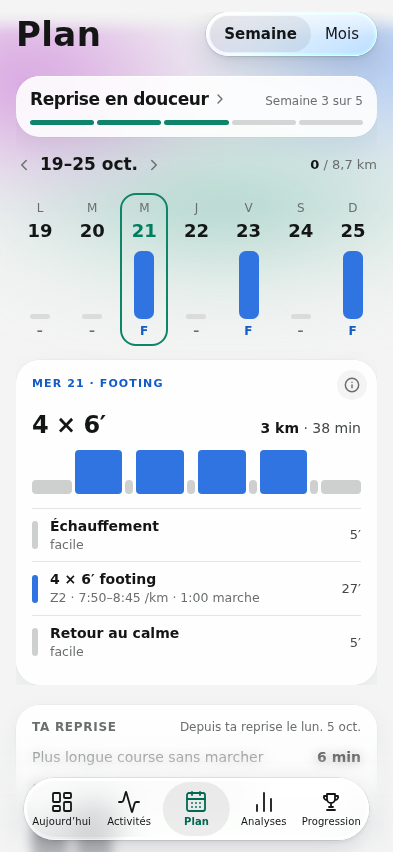 Plan
Semaine Mois
Reprise en douceur Semaine 3 sur 5
19–25 oct. 0 / 8,7 km
L M M J V S D
19 20 21 22 23 24 25
– – F – F – F
MER 21 · FOOTING
4 × 6′ 3 km · 38 min
Échauffement
facile
5′
4 × 6′ footing
Z2 · 7:50–8:45 /km · 1:00 marche
27′
Retour au calme
facile
5′
TA REPRISE Depuis ta reprise le lun. 5 oct.
Plus longue course sans marcher 6 min
Aujourd’hui Activités Plan Analyses Progression